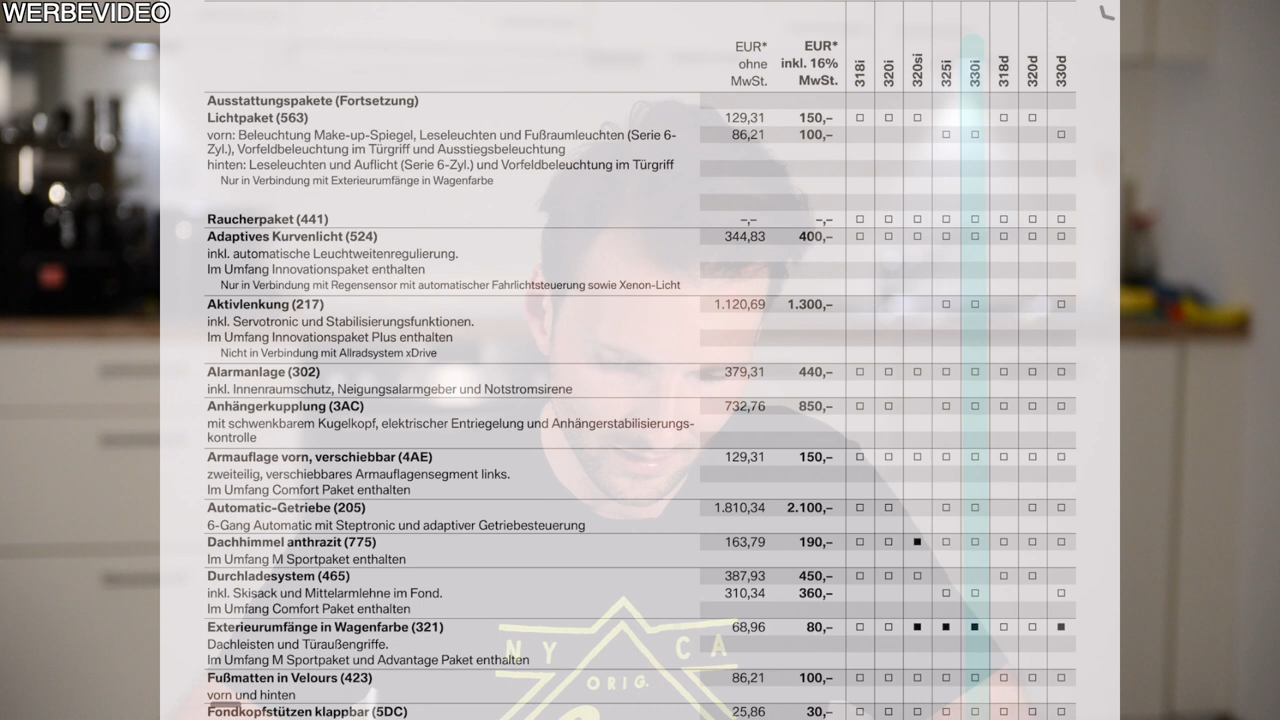 WERBEVIDEO
EUR* ohne MwSt. EUR* inkl. 16% MwSt. 318i 320i 320si 325i 330i 318d 320d 330d
Ausstattungspakete (Fortsetzung)
Lichtpaket (563) 129,31 150,– □ □ □ □ □
vorn: Beleuchtung Make-up-Spiegel, Leseleuchten und Fußraumleuchten (Serie 6- 86,21 100,– □ □ □
Zyl.), Vorfeldbeleuchtung im Türgriff und Ausstiegsbeleuchtung
hinten: Leseleuchten und Auflicht (Serie 6-Zyl.) und Vorfeldbeleuchtung im Türgriff
Nur in Verbindung mit Exterieurumfänge in Wagenfarbe
Raucherpaket (441) –,– –,– □ □ □ □ □ □ □ □
Adaptives Kurvenlicht (524) 344,83 400,– □ □ □ □ □ □ □ □
inkl. automatische Leuchtweitenregulierung.
Im Umfang Innovationspaket enthalten
Nur in Verbindung mit Regensensor mit automatischer Fahrlichtsteuerung sowie Xenon-Licht
Aktivlenkung (217) 1.120,69 1.300,– □ □ □
inkl. Servotronic und Stabilisierungsfunktionen.
Im Umfang Innovationspaket Plus enthalten
Nicht in Verbindung mit Allradsystem xDrive
Alarmanlage (302) 379,31 440,– □ □ □ □ □ □ □ □
inkl. Innenraumschutz, Neigungsalarmgeber und Notstromsirene
Anhängerkupplung (3AC) 732,76 850,– □ □ □ □ □ □ □
mit schwenkbarem Kugelkopf, elektrischer Entriegelung und Anhängerstabilisierungs-
kontrolle
Armauflage vorn, verschiebbar (4AE) 129,31 150,– □ □ □ □ □ □ □ □
zweiteilig, verschiebbares Armauflagensegment links.
Im Umfang Comfort Paket enthalten
Automatic-Getriebe (205) 1.810,34 2.100,– □ □ □ □ □ □
6-Gang Automatic mit Steptronic und adaptiver Getriebesteuerung
Dachhimmel anthrazit (775) 163,79 190,– □ □ ■ □ □ □ □ □
Im Umfang M Sportpaket enthalten
Durchladesystem (465) 387,93 450,– □ □ □ □ □
inkl. Skisack und Mittelarmlehne im Fond. 310,34 360,– □ □ □
Im Umfang Comfort Paket enthalten
Exterieurumfänge in Wagenfarbe (321) 68,96 80,– □ □ ■ ■ ■ □ □ ■
Dachleisten und Türaußengriffe.
Im Umfang M Sportpaket und Advantage Paket enthalten
Fußmatten in Velours (423) 86,21 100,– □ □ □ □ □ □ □ □
vorn und hinten
Fondkopfstützen klappbar (5DC) 25,86 30,– □ □ □ □ □ □ □ □
NY CA
ORIG.